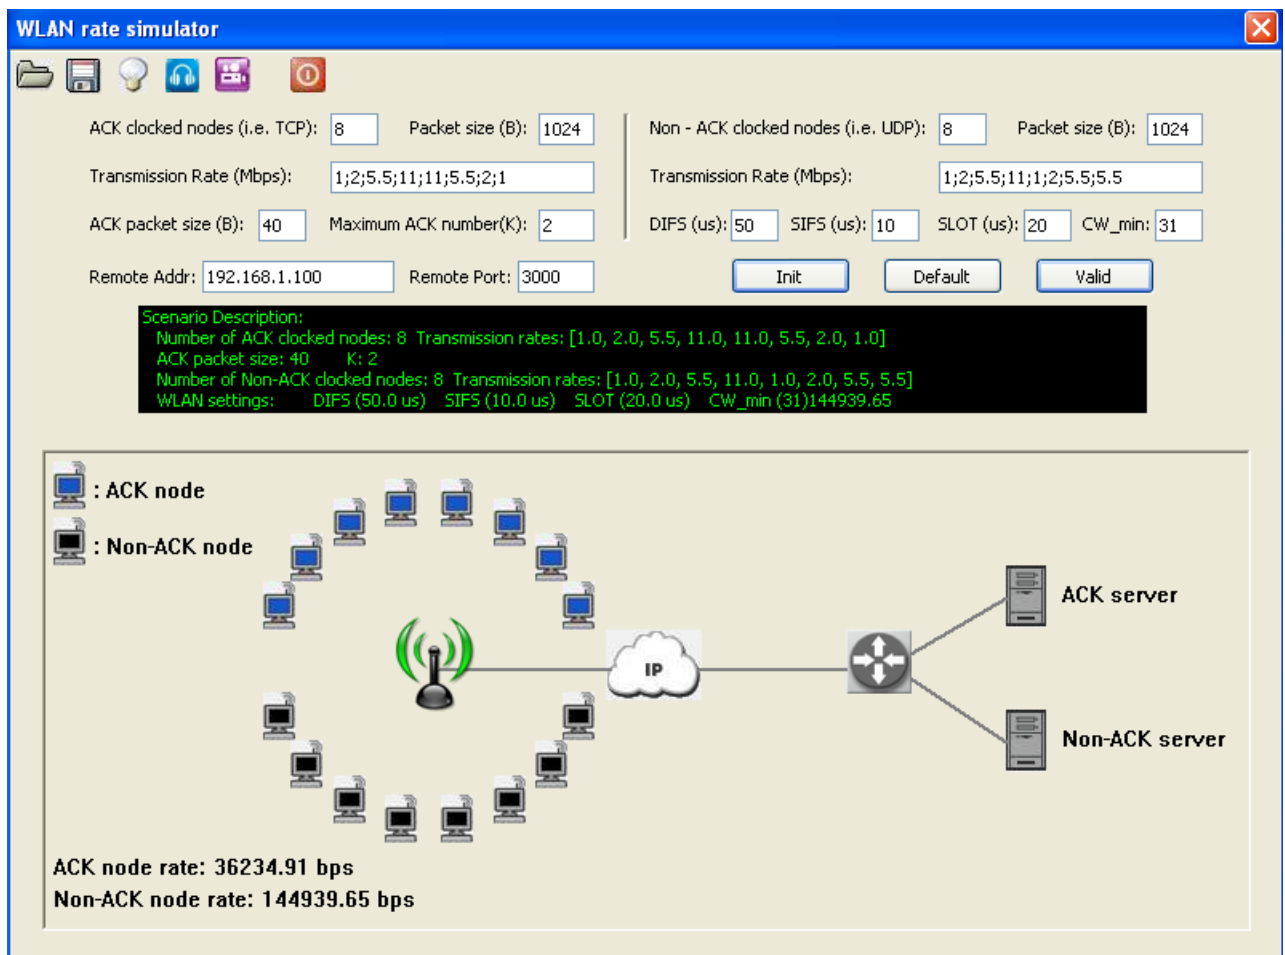 WLAN rate simulator
ACK clocked nodes (i.e. TCP): 8 Packet size (B): 1024
Non - ACK clocked nodes (i.e. UDP): 8 Packet size (B): 1024
Transmission Rate (Mbps): 1;2;5.5;11;11;5.5;2;1
Transmission Rate (Mbps): 1;2;5.5;11;1;2;5.5;5.5
ACK packet size (B): 40 Maximum ACK number(K): 2
DIFS (us): 50 SIFS (us): 10 SLOT (us): 20 CW_min: 31
Remote Addr: 192.168.1.100 Remote Port: 3000
Init Default Valid
Scenario Description:
Number of ACK clocked nodes: 8 Transmission rates: [1.0, 2.0, 5.5, 11.0, 11.0, 5.5, 2.0, 1.0]
ACK packet size: 40 K: 2
Number of Non-ACK clocked nodes: 8 Transmission rates: [1.0, 2.0, 5.5, 11.0, 1.0, 2.0, 5.5, 5.5]
WLAN settings: DIFS (50.0 us) SIFS (10.0 us) SLOT (20.0 us) CW_min (31)144939.65
: ACK node
: Non-ACK node
IP
ACK server
Non-ACK server
ACK node rate: 36234.91 bps
Non-ACK node rate: 144939.65 bps